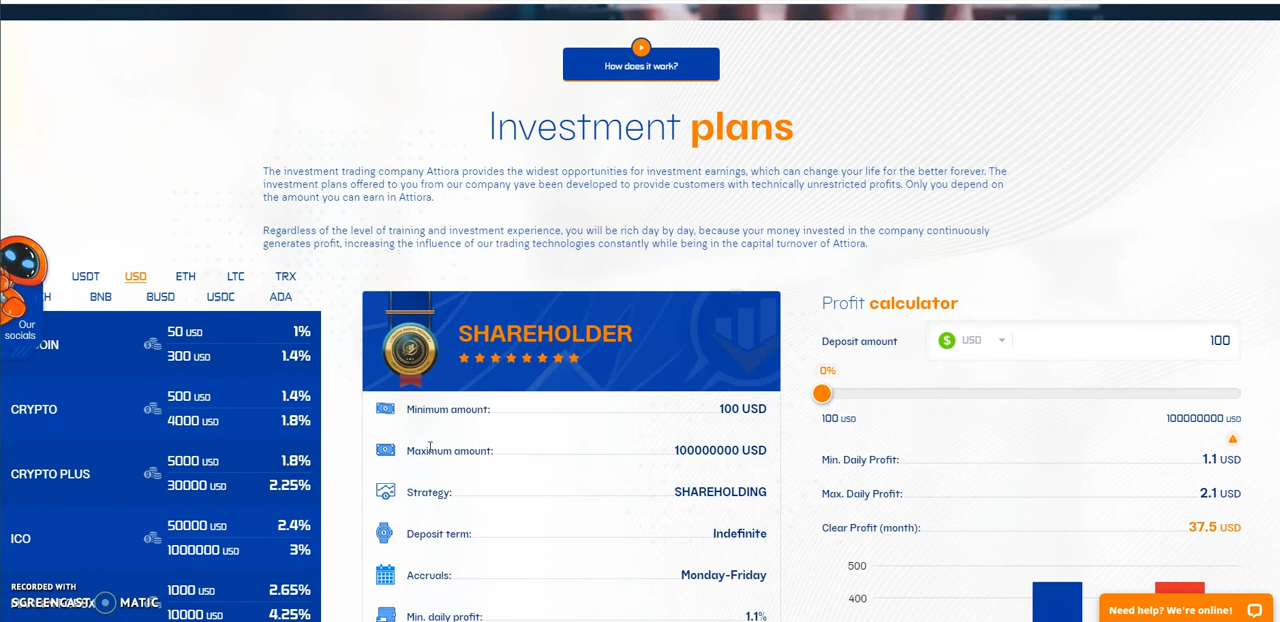 How does it work?
Investment plans
The investment trading company Attiora provides the widest opportunities for investment earnings, which can change your life for the better forever. The
investment plans offered to you from our company yave been developed to provide customers with technically unrestricted profits. Only you depend on
the amount you can earn in Attiora.
Regardless of the level of training and investment experience, you will be rich day by day, because your money invested in the company continuously
generates profit, increasing the influence of our trading technologies constantly while being in the capital turnover of Attiora.
USDT USD ETH LTC TRX
BNB BUSD USDC ADA
Our
socials
50 USD 1%
300 USD 1.4%
CRYPTO
500 USD 1.4%
4000 USD 1.8%
CRYPTO PLUS
5000 USD 1.8%
30000 USD 2.25%
ICO
50000 USD 2.4%
1000000 USD 3%
1000 USD 2.65%
10000 USD 4.25%
RECORDED WITH
SCREENCAST MATIC
SHAREHOLDER
Minimum amount: 100 USD
Maximum amount: 100000000 USD
Strategy: SHAREHOLDING
Deposit term: Indefinite
Accruals: Monday-Friday
Min. daily profit: 1.1%
Profit calculator
Deposit amount USD 100
0%
100 USD 100000000 USD
Min. Daily Profit: 1.1 USD
Max. Daily Profit: 2.1 USD
Clear Profit (month): 37.5 USD
500
400
Need help? We're online!